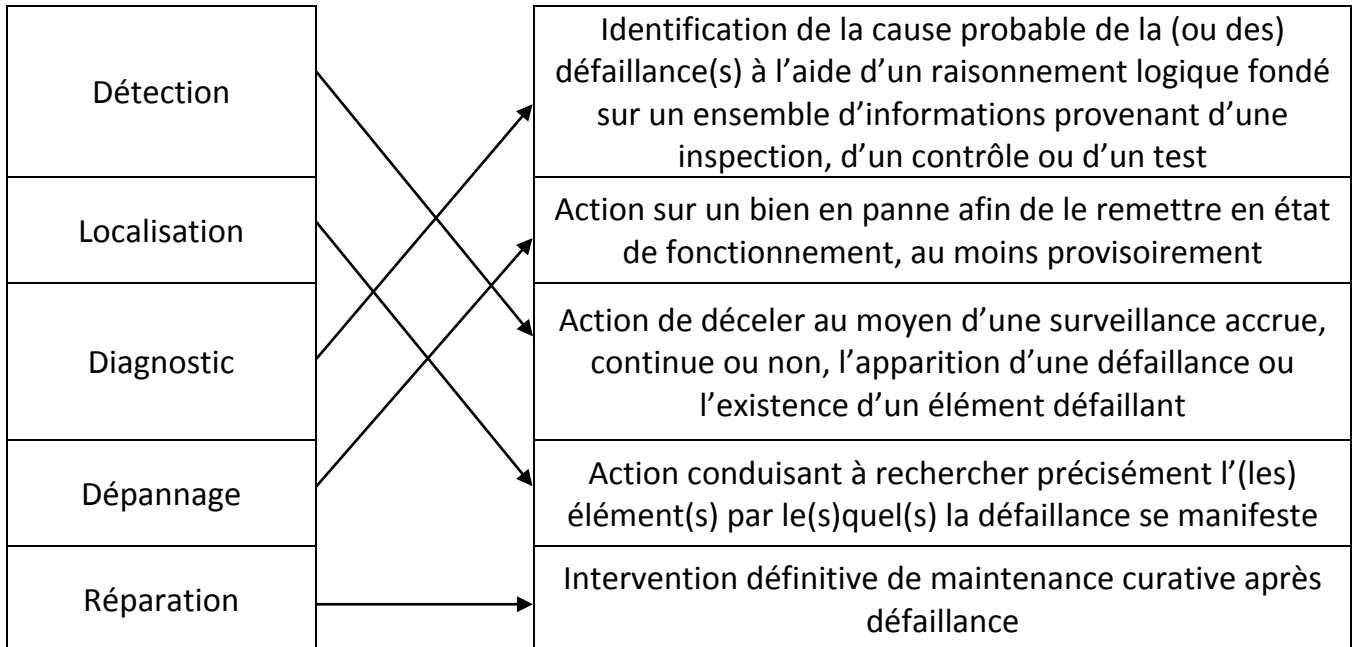 Détection
Identification de la cause probable de la (ou des)
défaillance(s) à l’aide d’un raisonnement logique fondé
sur un ensemble d’informations provenant d’une
inspection, d’un contrôle ou d’un test
Localisation
Action sur un bien en panne afin de le remettre en état
de fonctionnement, au moins provisoirement
Diagnostic
Action de déceler au moyen d’une surveillance accrue,
continue ou non, l’apparition d’une défaillance ou
l’existence d’un élément défaillant
Dépannage
Action conduisant à rechercher précisément l’(les)
élément(s) par le(s)quel(s) la défaillance se manifeste
Réparation
Intervention définitive de maintenance curative après
défaillance